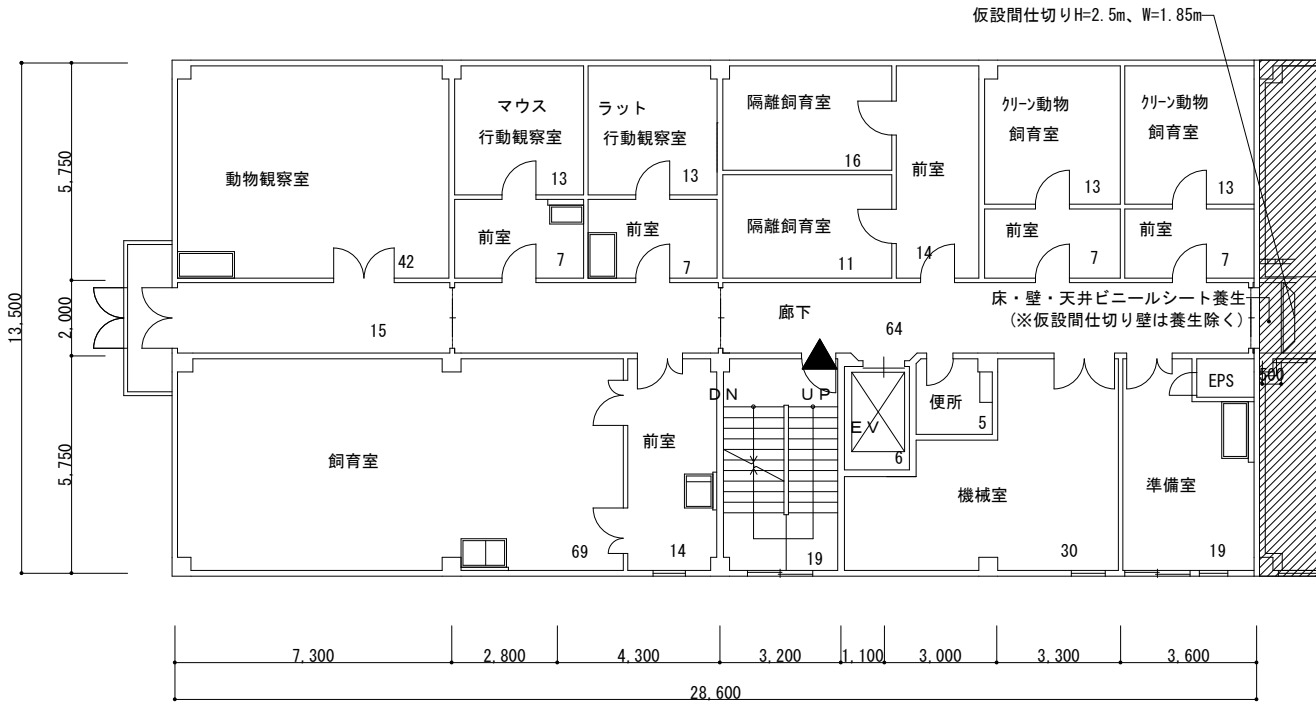 仮設間仕切りH=2.5m、W=1.85m
マウス
行動観察室
13
ラット
行動観察室
13
隔離飼育室
16
前室
14
クリーン動物
飼育室
13
クリーン動物
飼育室
13
動物観察室
42
前室
7
前室
7
隔離飼育室
11
前室
7
前室
7
床・壁・天井ビニールシート養生
(※仮設間仕切り壁は養生除く)
廊下
64
15
DN
UP
EV
6
便所
5
EPS
500
飼育室
69
前室
14
19
機械室
30
準備室
19
13,500
5,750
2,000
5,750
7,300
2,800
4,300
3,200
1,100
3,000
3,300
3,600
28,600